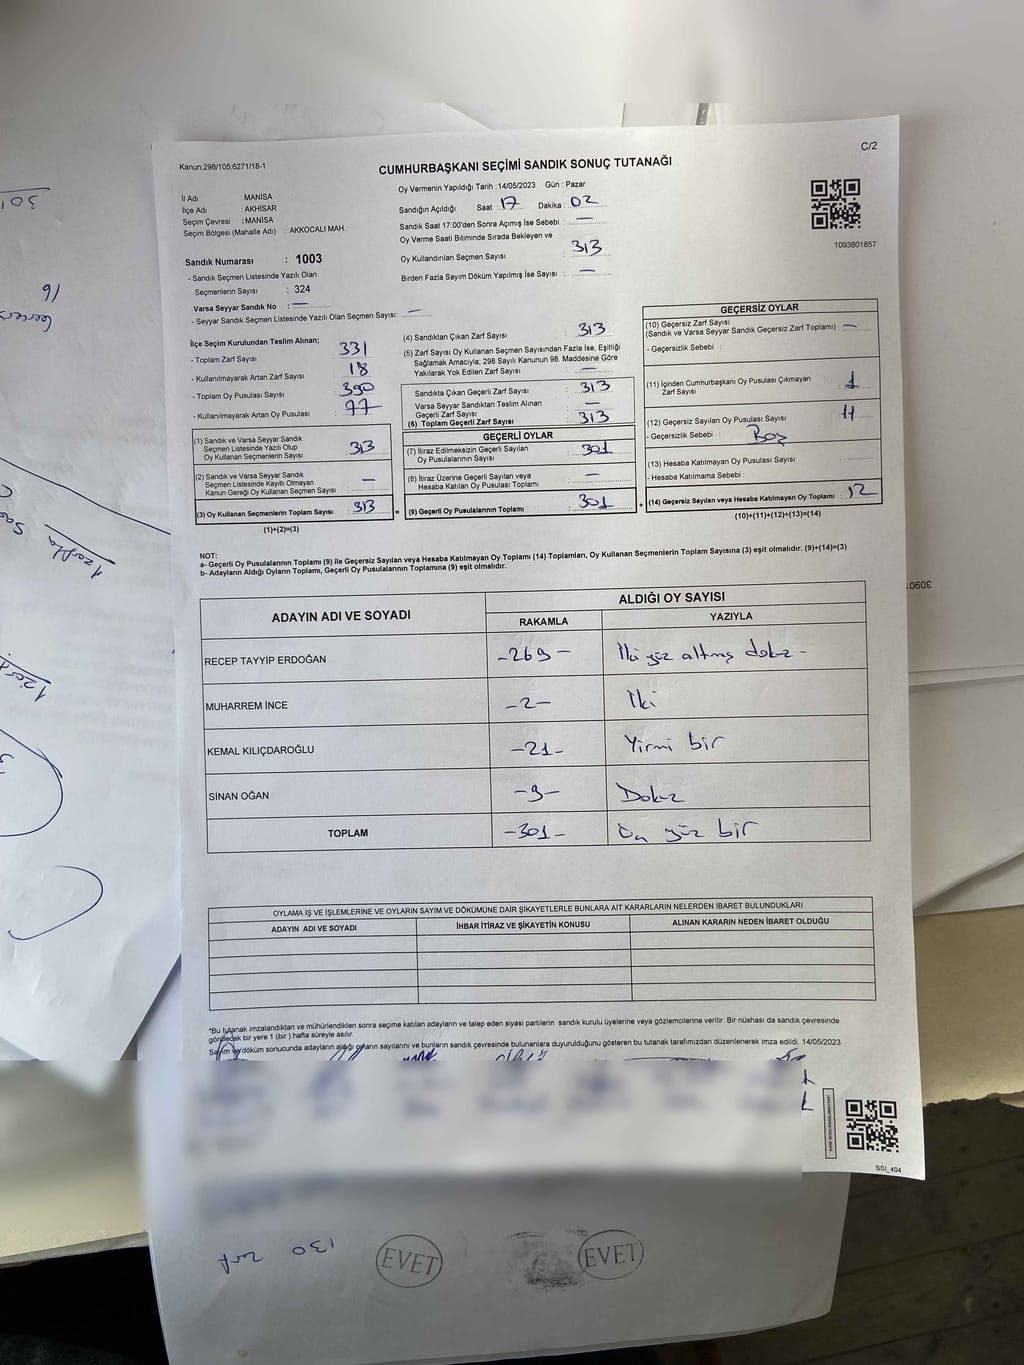 Kanun:298/105,6271/18-1
C/2
CUMHURBAŞKANI SEÇİMİ SANDIK SONUÇ TUTANAĞI
İl Adı : MANİSA
İlçe Adı : AKHİSAR
Seçim Çevresi : MANİSA
Seçim Bölgesi (Mahalle Adı) : AKKOCALI MAH.
Oy Vermenin Yapıldığı Tarih :14/05/2023 Gün : Pazar
Sandığın Açıldığı Saat : 17 Dakika : 02
Sandık Saat 17:00'den Sonra Açımış İse Sebebi : —
Oy Verme Saati Bitiminde Sırada Bekleyen ve
Oy Kullandırılan Seçmen Sayısı : 313
Birden Fazla Sayım Döküm Yapılmış İse Sayısı : —
1093801857
Sandık Numarası : 1003
- Sandık Seçmen Listesinde Yazılı Olan
Seçmenlerin Sayısı : 324
Varsa Seyyar Sandık No : —
- Seyyar Sandık Seçmen Listesinde Yazılı Olan Seçmen Sayısı: —
İlçe Seçim Kurulundan Teslim Alınan;
- Toplam Zarf Sayısı : 331
- Kullanılmayarak Artan Zarf Sayısı : 18
- Toplam Oy Pusulası Sayısı : 390
- Kullanılmayarak Artan Oy Pusulası : 77
(1) Sandık ve Varsa Seyyar Sandık
Seçmen Listesinde Yazılı Olup
Oy Kullanan Seçmenlerin Sayısı : 313
(2) Sandık ve Varsa Seyyar Sandık
Seçmen Listesinde Kayıtlı Olmayan
Kanun Gereği Oy Kullanan Seçmen Sayısı : —
(3) Oy Kullanan Seçmenlerin Toplam Sayısı : 313
(1)+(2)=(3)
(4) Sandıktan Çıkan Zarf Sayısı : 313
(5) Zarf Sayısı Oy Kullanan Seçmen Sayısından Fazla İse, Eşitliği
Sağlamak Amacıyla; 298 Sayılı Kanunun 98. Maddesine Göre
Yakılarak Yok Edilen Zarf Sayısı : —
Sandıkta Çıkan Geçerli Zarf Sayısı : 313
Varsa Seyyar Sandıktan Teslim Alınan
Geçerli Zarf Sayısı : —
(6) Toplam Geçerli Zarf Sayısı : 313
GEÇERLİ OYLAR
(7) İtiraz Edilmeksizin Geçerli Sayılan
Oy Pusulalarının Sayısı : 301
(8) İtiraz Üzerine Geçerli Sayılan veya
Hesaba Katılan Oy Pusulası Toplamı : —
= (9) Geçerli Oy Pusulalarının Toplamı : 301
GEÇERSİZ OYLAR
(10) Geçersiz Zarf Sayısı
(Sandık ve Varsa Seyyar Sandık Geçersiz Zarf Toplamı) : —
- Geçersizlik Sebebi :
(11) İçinden Cumhurbaşkanı Oy Pusulası Çıkmayan
Zarf Sayısı : 1
(12) Geçersiz Sayılan Oy Pusulası Sayısı : 11
- Geçersizlik Sebebi : Boş
(13) Hesaba Katılmayan Oy Pusulası Sayısı :
- Hesaba Katılmama Sebebi :
+ (14) Geçersiz Sayılan veya Hesaba Katılmayan Oy Toplamı : 12
(10)+(11)+(12)+(13)=(14)
NOT:
a- Geçerli Oy Pusulalarının Toplamı (9) ile Geçersiz Sayılan veya Hesaba Katılmayan Oy Toplamı (14) Toplamları, Oy Kullanan Seçmenlerin Toplam Sayısına (3) eşit olmalıdır. (9)+(14)=(3)
b- Adayların Aldığı Oyların Toplamı, Geçerli Oy Pusulalarının Toplamına (9) eşit olmalıdır.
ADAYIN ADI VE SOYADI
ALDIĞI OY SAYISI
RAKAMLA YAZIYLA
RECEP TAYYİP ERDOĞAN -269- İki yüz altmış dokuz -
MUHARREM İNCE -2- İki
KEMAL KILIÇDAROĞLU -21- Yirmi bir
SİNAN OĞAN -9- Dokuz
TOPLAM -301- Üç yüz bir
OYLAMA İŞ VE İŞLEMLERİNE VE OYLARIN SAYIM VE DÖKÜMÜNE DAİR ŞİKAYETLERLE BUNLARA AİT KARARLARIN NELERDEN İBARET BULUNDUKLARI
ADAYIN ADI VE SOYADI İHBAR İTİRAZ VE ŞİKAYETİN KONUSU ALINAN KARARIN NEDEN İBARET OLDUĞU
*Bu tutanak imzalandıktan ve mühürlendikten sonra seçime katılan adayların ve talep eden siyasi partilerin sandık kurulu üyelerine veya gözlemcilerine verilir. Bir nüshası da sandık çevresinde
görülecek bir yere 1 (bir ) hafta süreyle asılır.
Sayım ve döküm sonucunda adayların aldığı oyların sayılarını ve bunların sandık çevresinde bulunanlara duyurulduğunu gösteren bu tutanak tarafımızdan düzenlenerek imza edildi. 14/05/2023
SSI_404
130 zarf
EVET
EVET
301
16
1 zarfta
3090